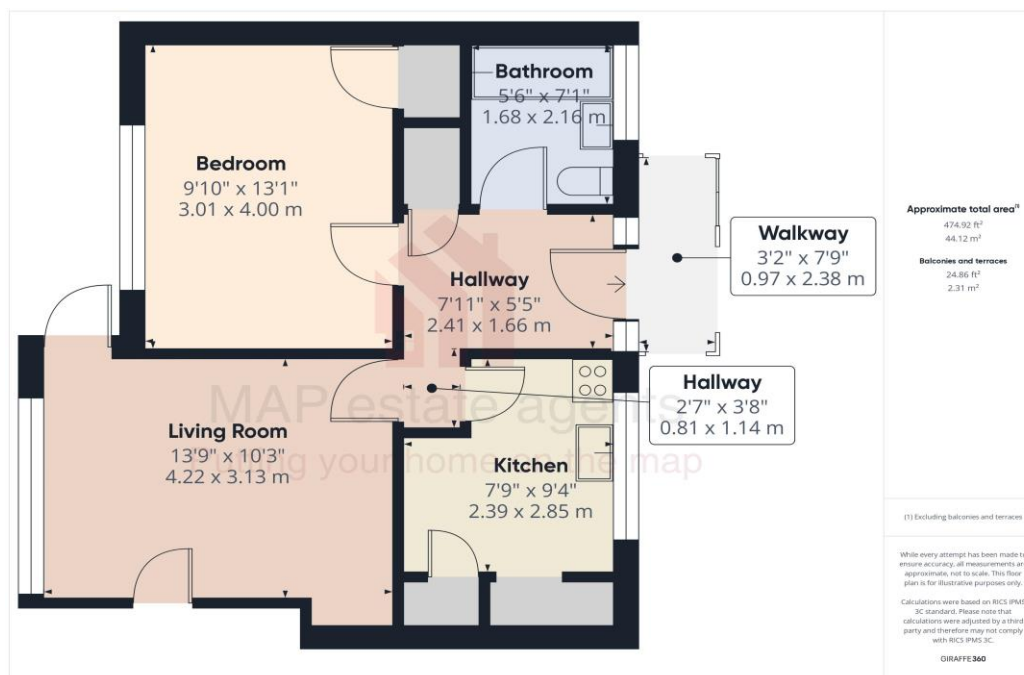 Bathroom
5'6" x 7'1"
1.68 x 2.16 m
Bedroom
9'10" x 13'1"
3.01 x 4.00 m
Walkway
3'2" x 7'9"
0.97 x 2.38 m
Hallway
7'11" x 5'5"
2.41 x 1.66 m
Hallway
2'7" x 3'8"
0.81 x 1.14 m
MAP estate agents
Putting your home on the map
Living Room
13'9" x 10'3"
4.22 x 3.13 m
Kitchen
7'9" x 9'4"
2.39 x 2.85 m
Approximate total area(1)
474.92 ft²
44.12 m²
Balconies and terraces
24.86 ft²
2.31 m²
(1) Excluding balconies and terraces
While every attempt has been made to
ensure accuracy, all measurements are
approximate, not to scale. This floor
plan is for illustrative purposes only.
Calculations were based on RICS IPMS
3C standard. Please note that
calculations were adjusted by a third
party and therefore may not comply
with RICS IPMS 3C.
GIRAFFE360